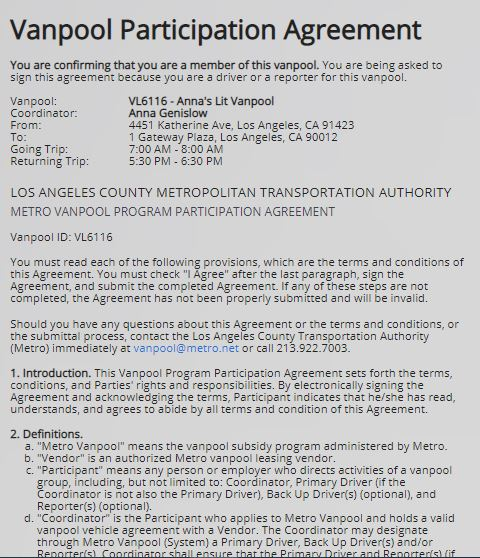 Vanpool Participation Agreement
You are confirming that you are a member of this vanpool. You are being asked to
sign this agreement because you are a driver or a reporter for this vanpool.
Vanpool: VL6116 - Anna's Lit Vanpool
Coordinator: Anna Genislow
From: 4451 Katherine Ave, Los Angeles, CA 91423
To: 1 Gateway Plaza, Los Angeles, CA 90012
Going Trip: 7:00 AM - 8:00 AM
Returning Trip: 5:30 PM - 6:30 PM
LOS ANGELES COUNTY METROPOLITAN TRANSPORTATION AUTHORITY
METRO VANPOOL PROGRAM PARTICIPATION AGREEMENT
Vanpool ID: VL6116
You must read each of the following provisions, which are the terms and conditions of
this Agreement. You must check "I Agree" after the last paragraph, sign the
Agreement, and submit the completed Agreement. If any of these steps are not
completed, the Agreement has not been properly submitted and will be invalid.
Should you have any questions about this Agreement or the terms and conditions, or
the submittal process, contact the Los Angeles County Transportation Authority
(Metro) immediately at vanpool@metro.net or call 213.922.7003.
1. Introduction. This Vanpool Program Participation Agreement sets forth the terms,
conditions, and Parties' rights and responsibilities. By electronically signing the
Agreement and acknowledging the terms, Participant indicates that he/she has read,
understands, and agrees to abide by all terms and condition of this Agreement.
2. Definitions.
a. "Metro Vanpool" means the vanpool subsidy program administered by Metro.
b. "Vendor" is an authorized Metro vanpool leasing vendor.
c. "Participant" means any person or employer who directs activities of a vanpool
group, including, but not limited to: Coordinator, Primary Driver (if the
Coordinator is not also the Primary Driver), Back Up Driver(s) (optional), and
Reporter(s) (optional).
d. "Coordinator" is the Participant who applies to Metro Vanpool and holds a valid
vanpool vehicle agreement with a Vendor. The Coordinator may designate
through Metro Vanpool (System) a Primary Driver, Back Up Driver(s) and/or
Reporter(s). Coordinator shall ensure that the Primary Driver and Reporter(s) (if